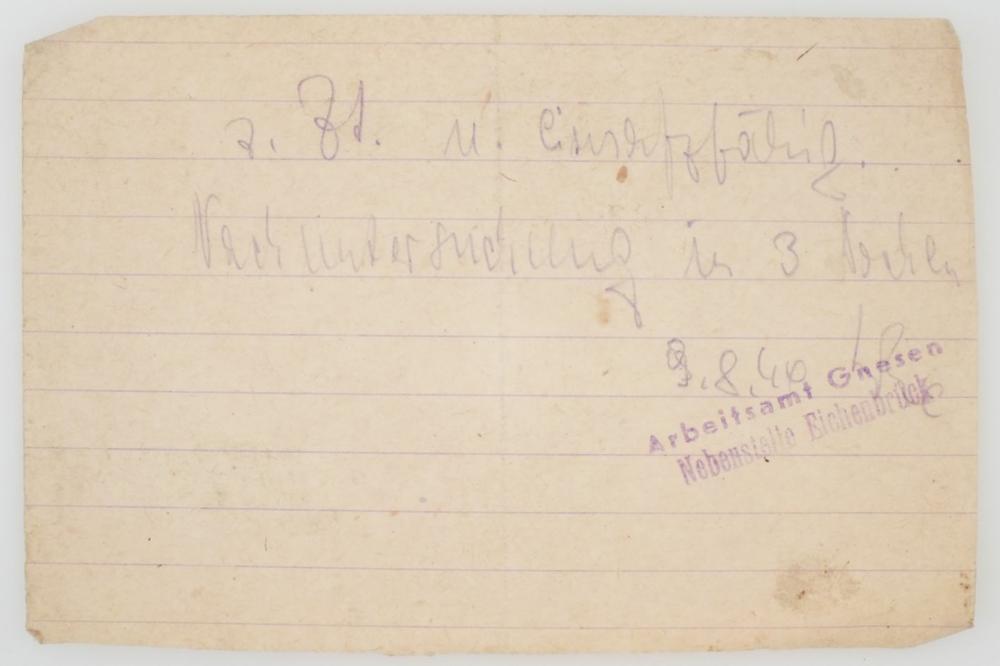 z. Zt. n. einsatzfähig.
Nachuntersuchung in 3 Wochen
9.8.40
Arbeitsamt Gnesen
Nebenstelle Eichenbrück